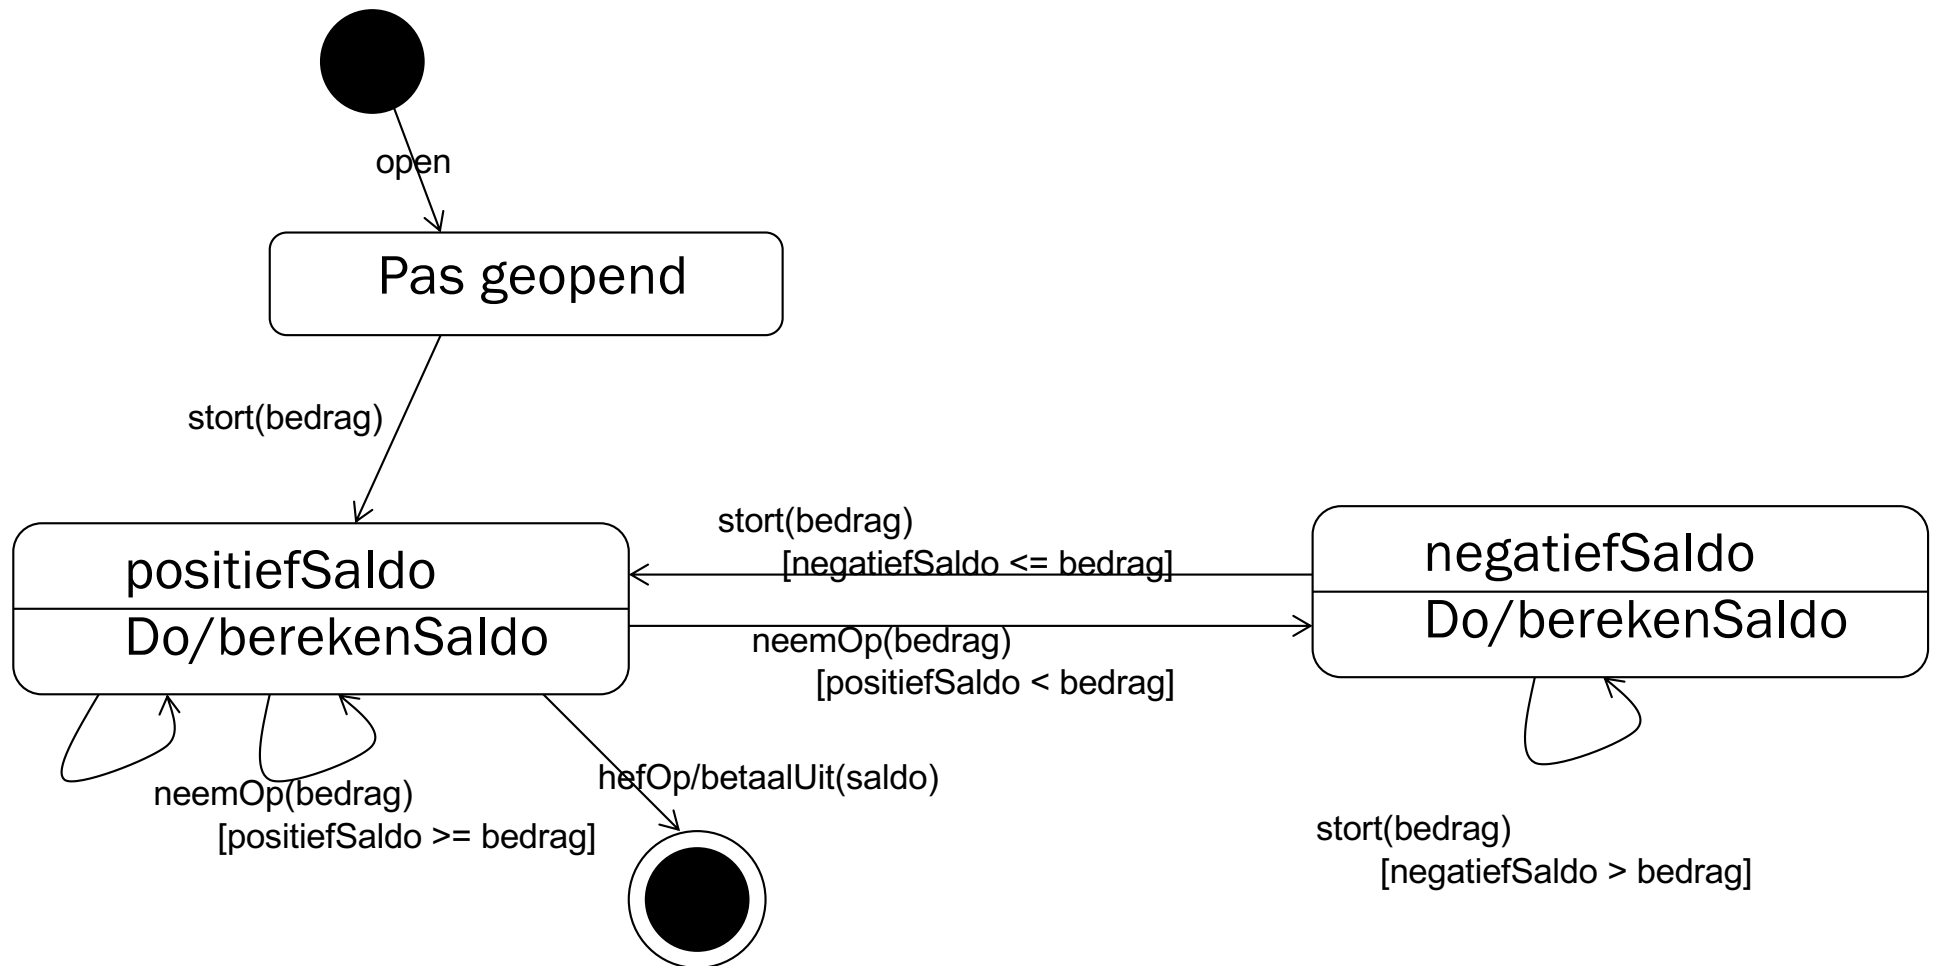 open
Pas geopend
stort(bedrag)
positiefSaldo
Do/berekenSaldo
stort(bedrag)
[negatiefSaldo <= bedrag]
neemOp(bedrag)
[positiefSaldo < bedrag]
negatiefSaldo
Do/berekenSaldo
neemOp(bedrag)
[positiefSaldo >= bedrag]
hefOp/betaalUit(saldo)
stort(bedrag)
[negatiefSaldo > bedrag]